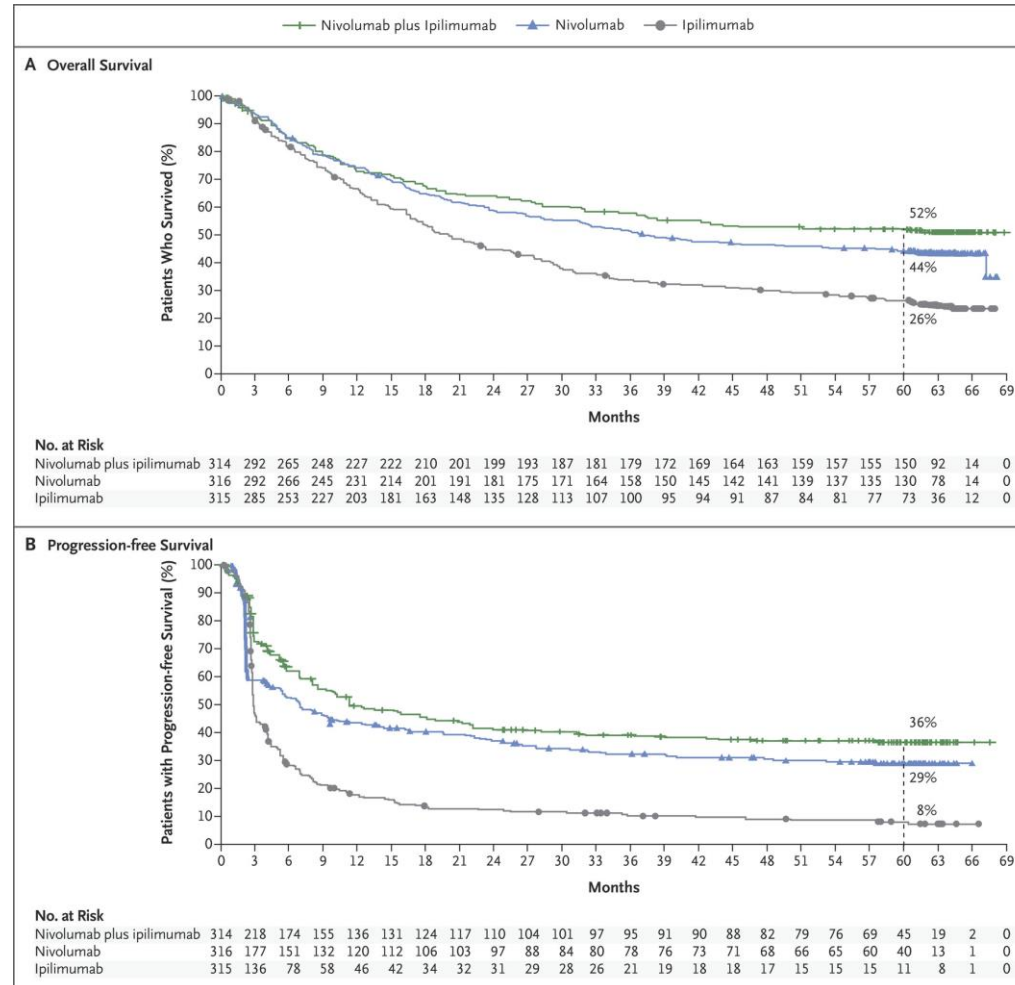 Nivolumab plus Ipilimumab Nivolumab Ipilimumab
A Overall Survival
Patients Who Survived (%)
100
90
80
70
60
50
40
30
20
10
0
52%
44%
26%
0 3 6 9 12 15 18 21 24 27 30 33 36 39 42 45 48 51 54 57 60 63 66 69
Months
No. at Risk
Nivolumab plus ipilimumab 314 292 265 248 227 222 210 201 199 193 187 181 179 172 169 164 163 159 157 155 150 92 14 0
Nivolumab 316 292 266 245 231 214 201 191 181 175 171 164 158 150 145 142 141 139 137 135 130 78 14 0
Ipilimumab 315 285 253 227 203 181 163 148 135 128 113 107 100 95 94 91 87 84 81 77 73 36 12 0
B Progression-free Survival
Patients with Progression-free Survival (%)
100
90
80
70
60
50
40
30
20
10
0
36%
29%
8%
0 3 6 9 12 15 18 21 24 27 30 33 36 39 42 45 48 51 54 57 60 63 66 69
Months
No. at Risk
Nivolumab plus ipilimumab 314 218 174 155 136 131 124 117 110 104 101 97 95 91 90 88 82 79 76 69 45 19 2 0
Nivolumab 316 177 151 132 120 112 106 103 97 88 84 80 78 76 73 71 68 66 65 60 40 13 1 0
Ipilimumab 315 136 78 58 46 42 34 32 31 29 28 26 21 19 18 18 17 15 15 15 11 8 1 0